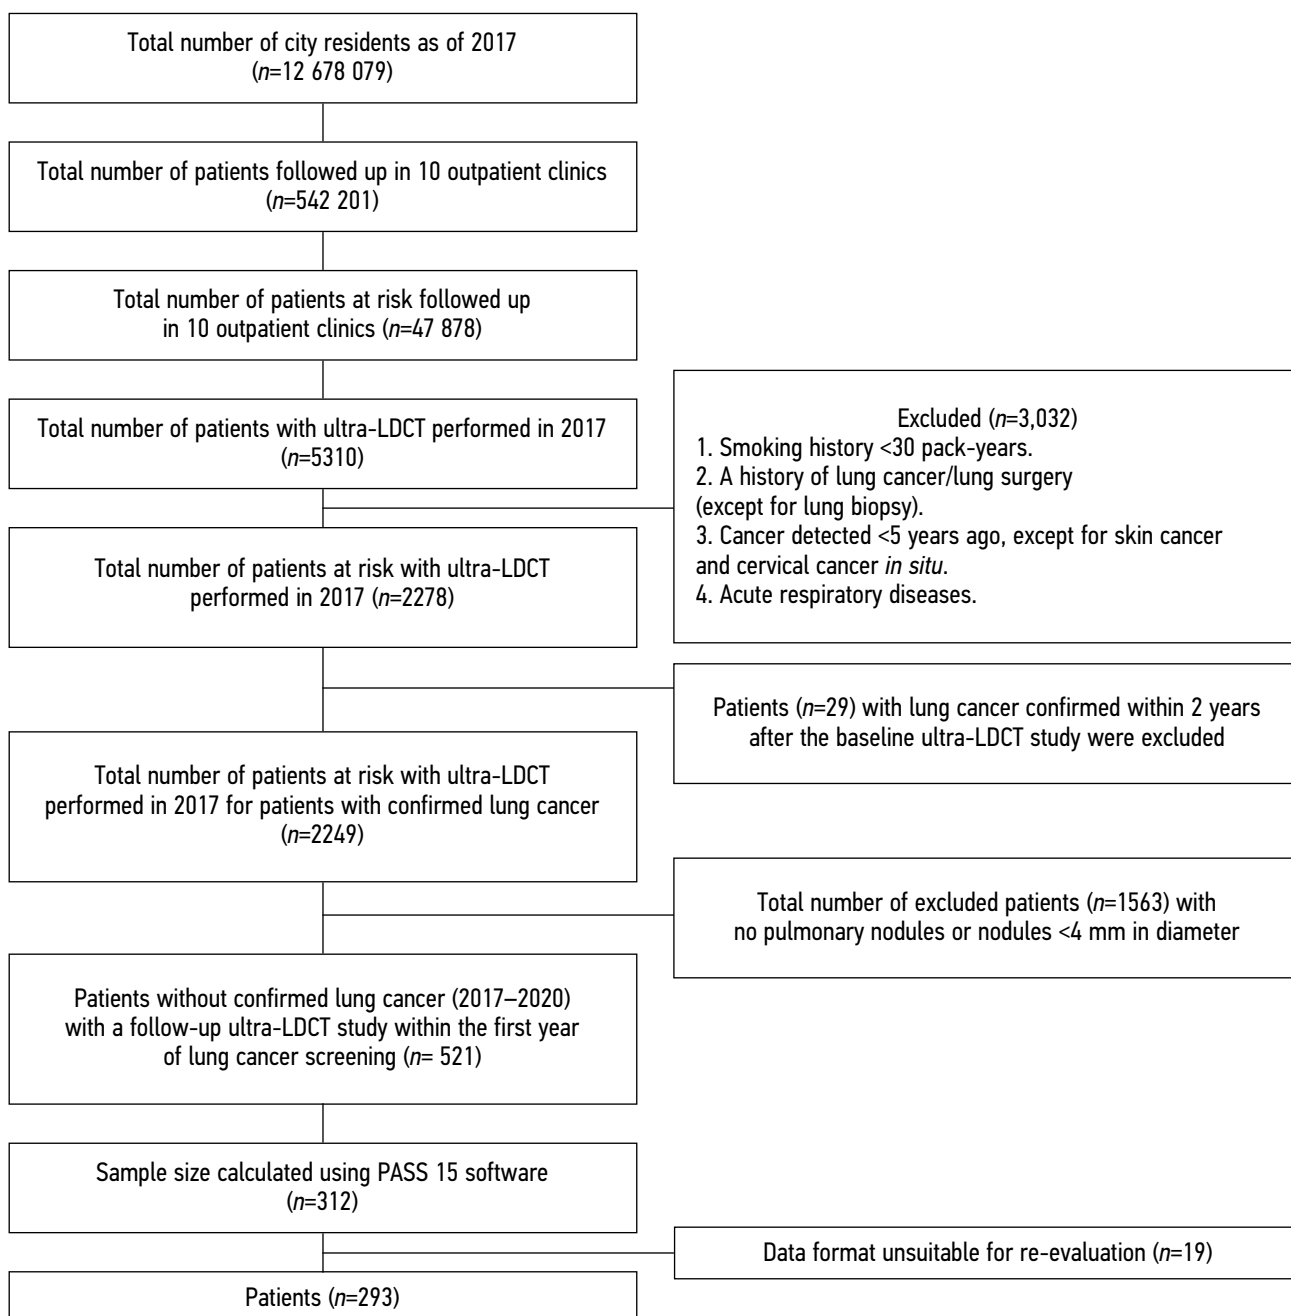 Total number of city residents as of 2017
(n=12 678 079)
Total number of patients followed up in 10 outpatient clinics
(n=542 201)
Total number of patients at risk followed up
in 10 outpatient clinics (n=47 878)
Total number of patients with ultra-LDCT performed in 2017
(n=5310)
Excluded (n=3,032)
1. Smoking history <30 pack-years.
2. A history of lung cancer/lung surgery
(except for lung biopsy).
3. Cancer detected <5 years ago, except for skin cancer
and cervical cancer in situ.
4. Acute respiratory diseases.
Total number of patients at risk with ultra-LDCT
performed in 2017 (n=2278)
Patients (n=29) with lung cancer confirmed within 2 years
after the baseline ultra-LDCT study were excluded
Total number of patients at risk with ultra-LDCT
performed in 2017 for patients with confirmed lung cancer
(n=2249)
Total number of excluded patients (n=1563) with
no pulmonary nodules or nodules <4 mm in diameter
Patients without confirmed lung cancer (2017–2020)
with a follow-up ultra-LDCT study within the first year
of lung cancer screening (n= 521)
Sample size calculated using PASS 15 software
(n=312)
Data format unsuitable for re-evaluation (n=19)
Patients (n=293)